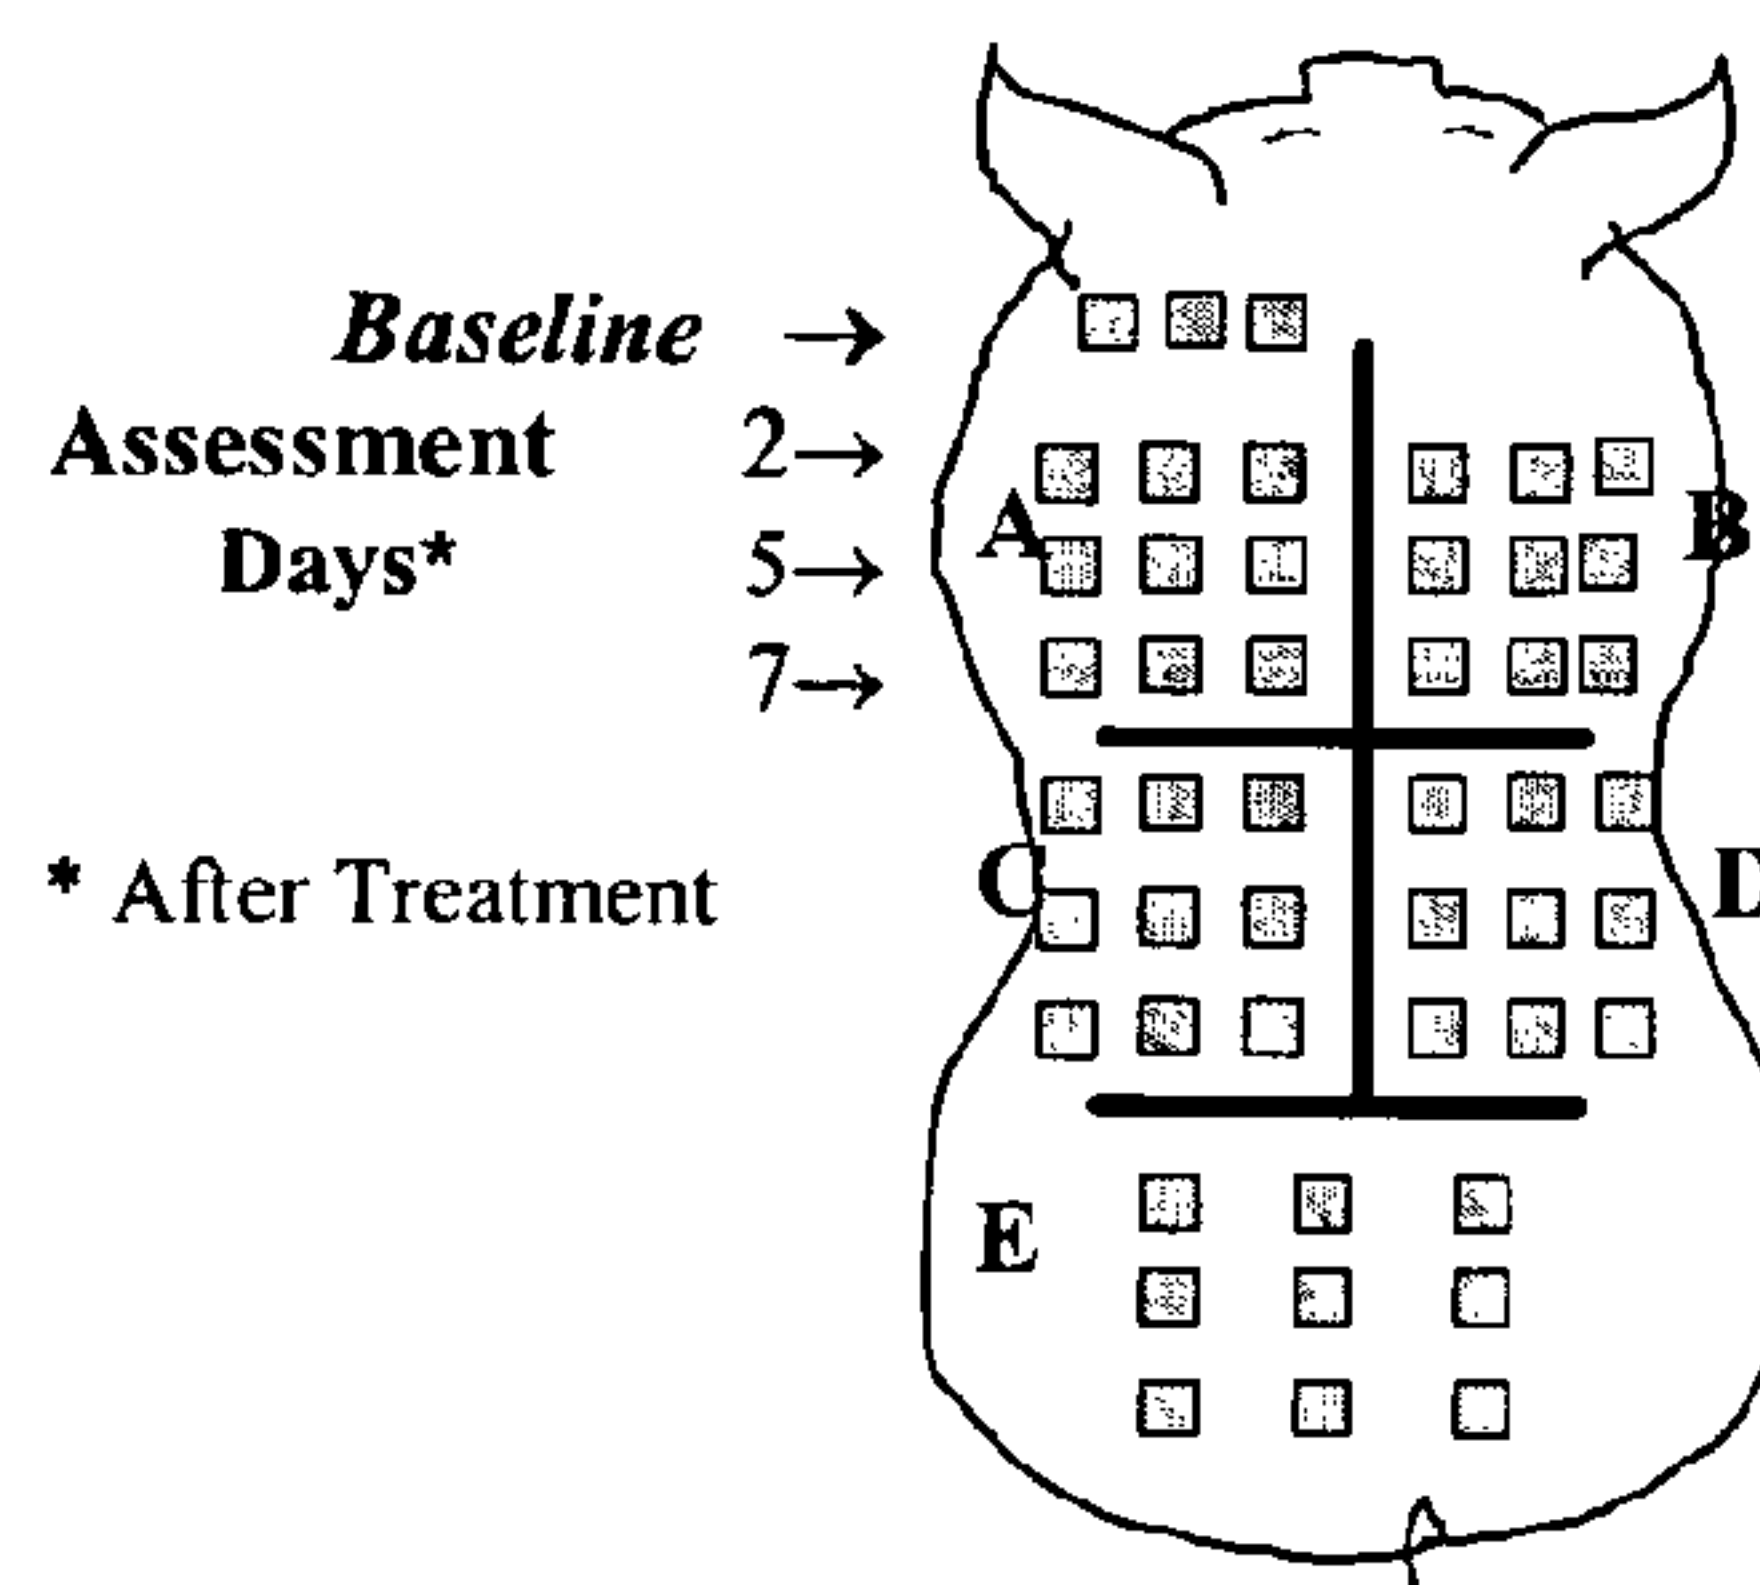 Baseline →
Assessment 2→
A B
Days* 5→
7→
* After Treatment
C D
E